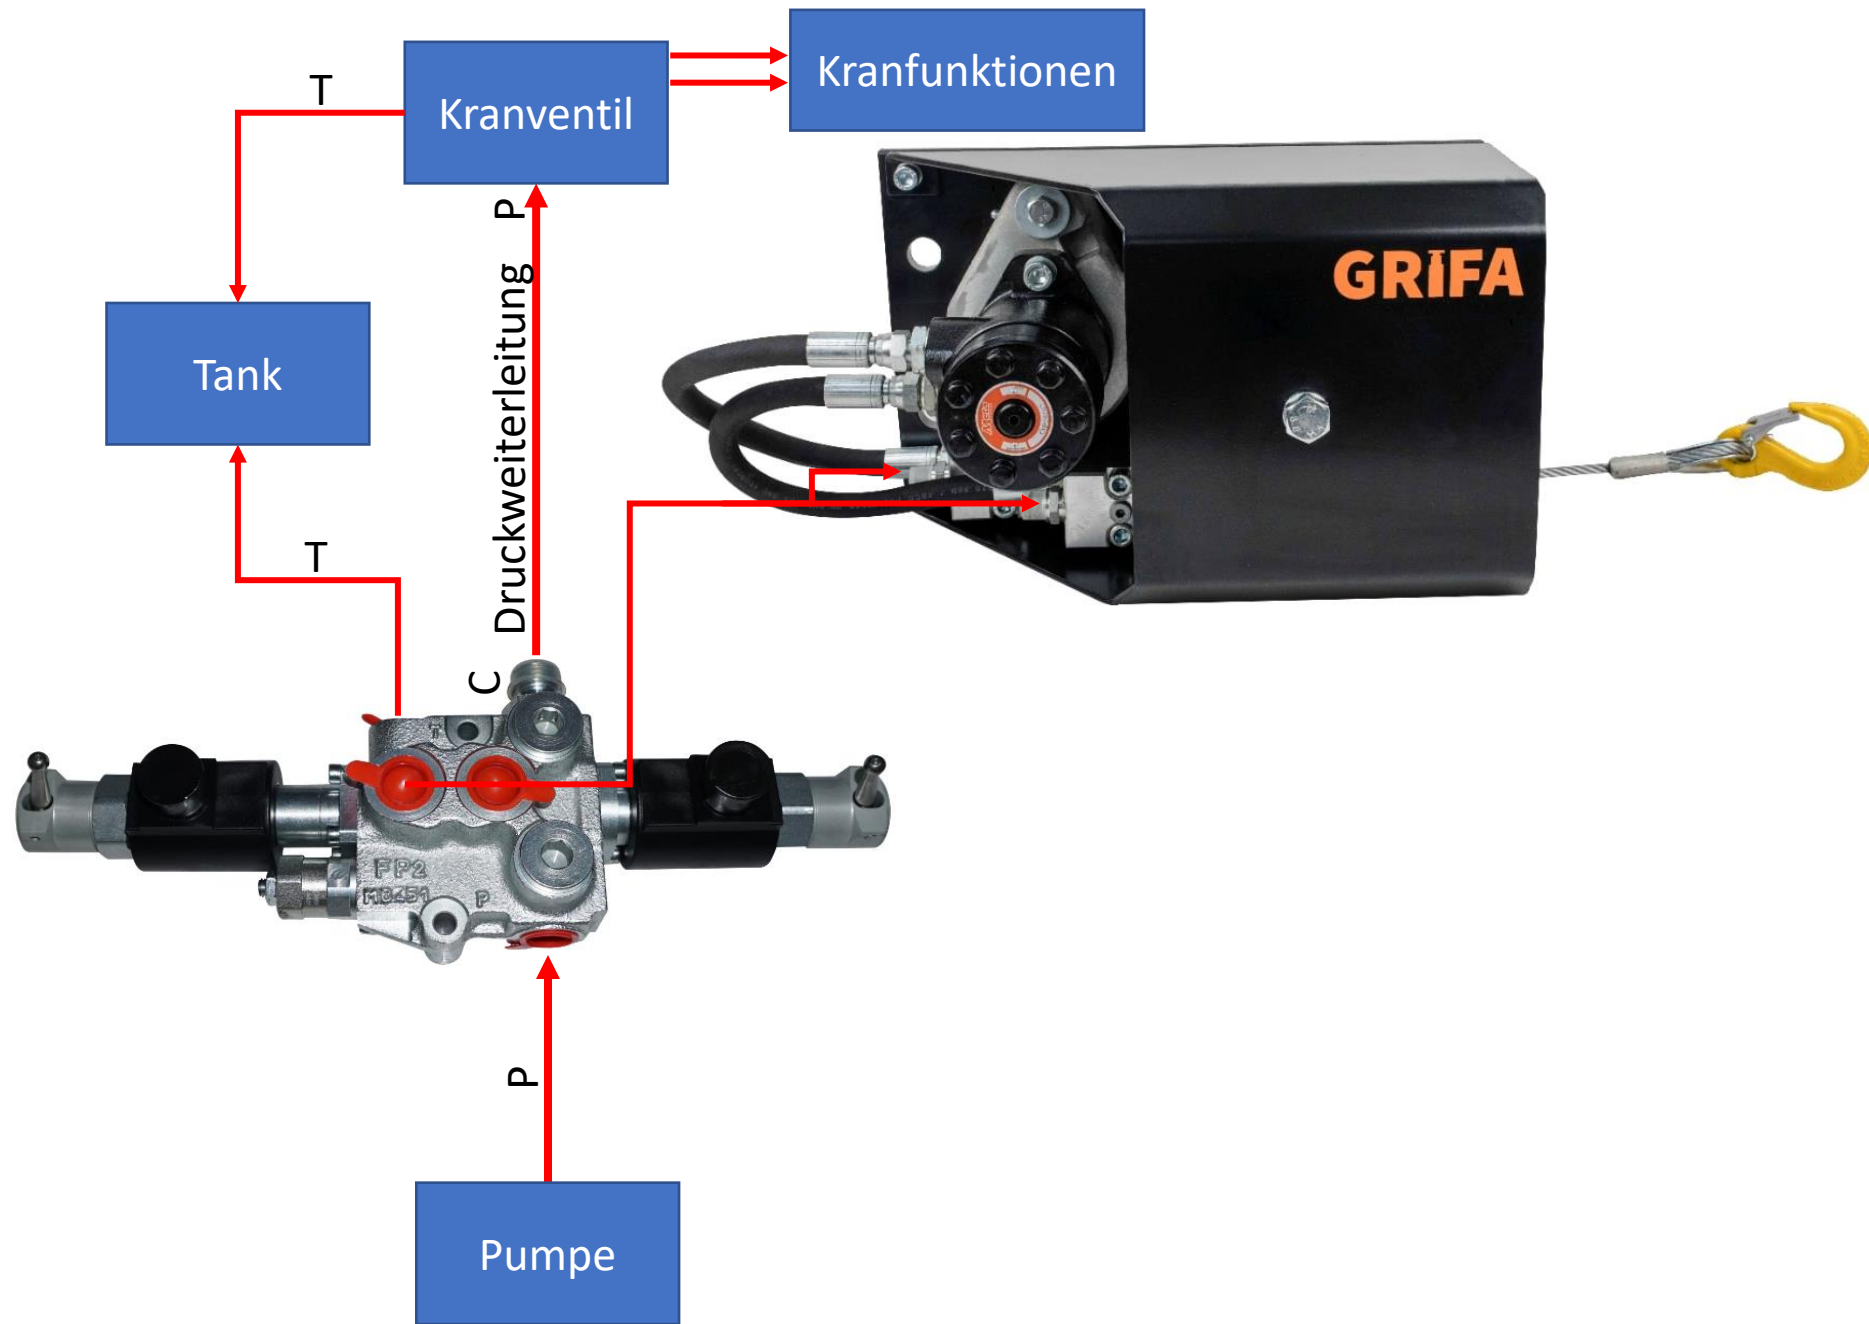 Kranfunktionen
T
Kranventil
P
GRIFA
Druckweiterleitung
Tank
T
C
T
FP2
P
P
Pumpe